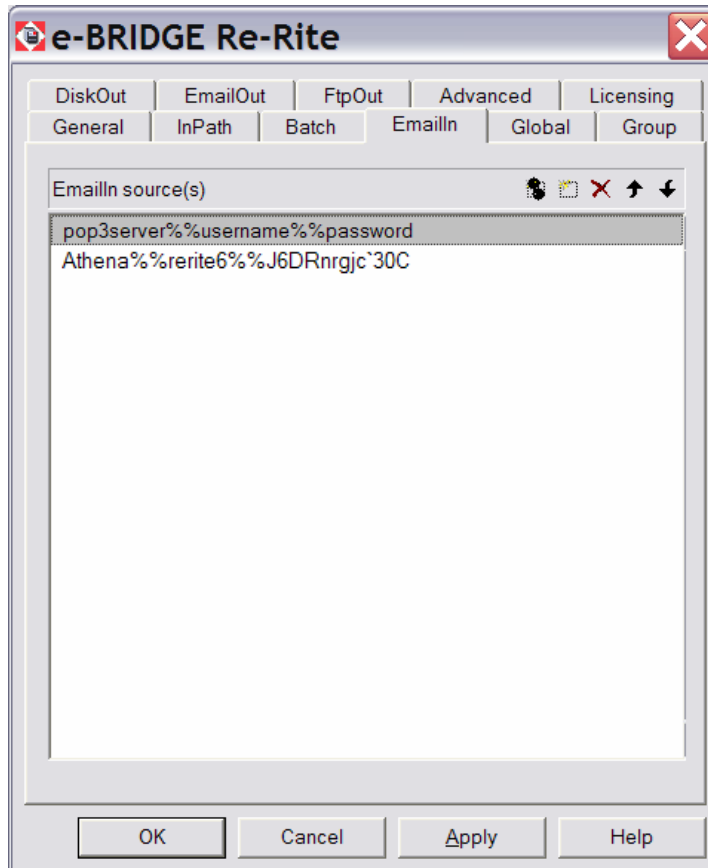 e-BRIDGE Re-Rite
DiskOut EmailOut FtpOut Advanced Licensing
General InPath Batch EmailIn Global Group
EmailIn source(s)
pop3server%%username%%password
Athena%%rerite6%%J6DRnrgjc`30C
OK Cancel Apply Help